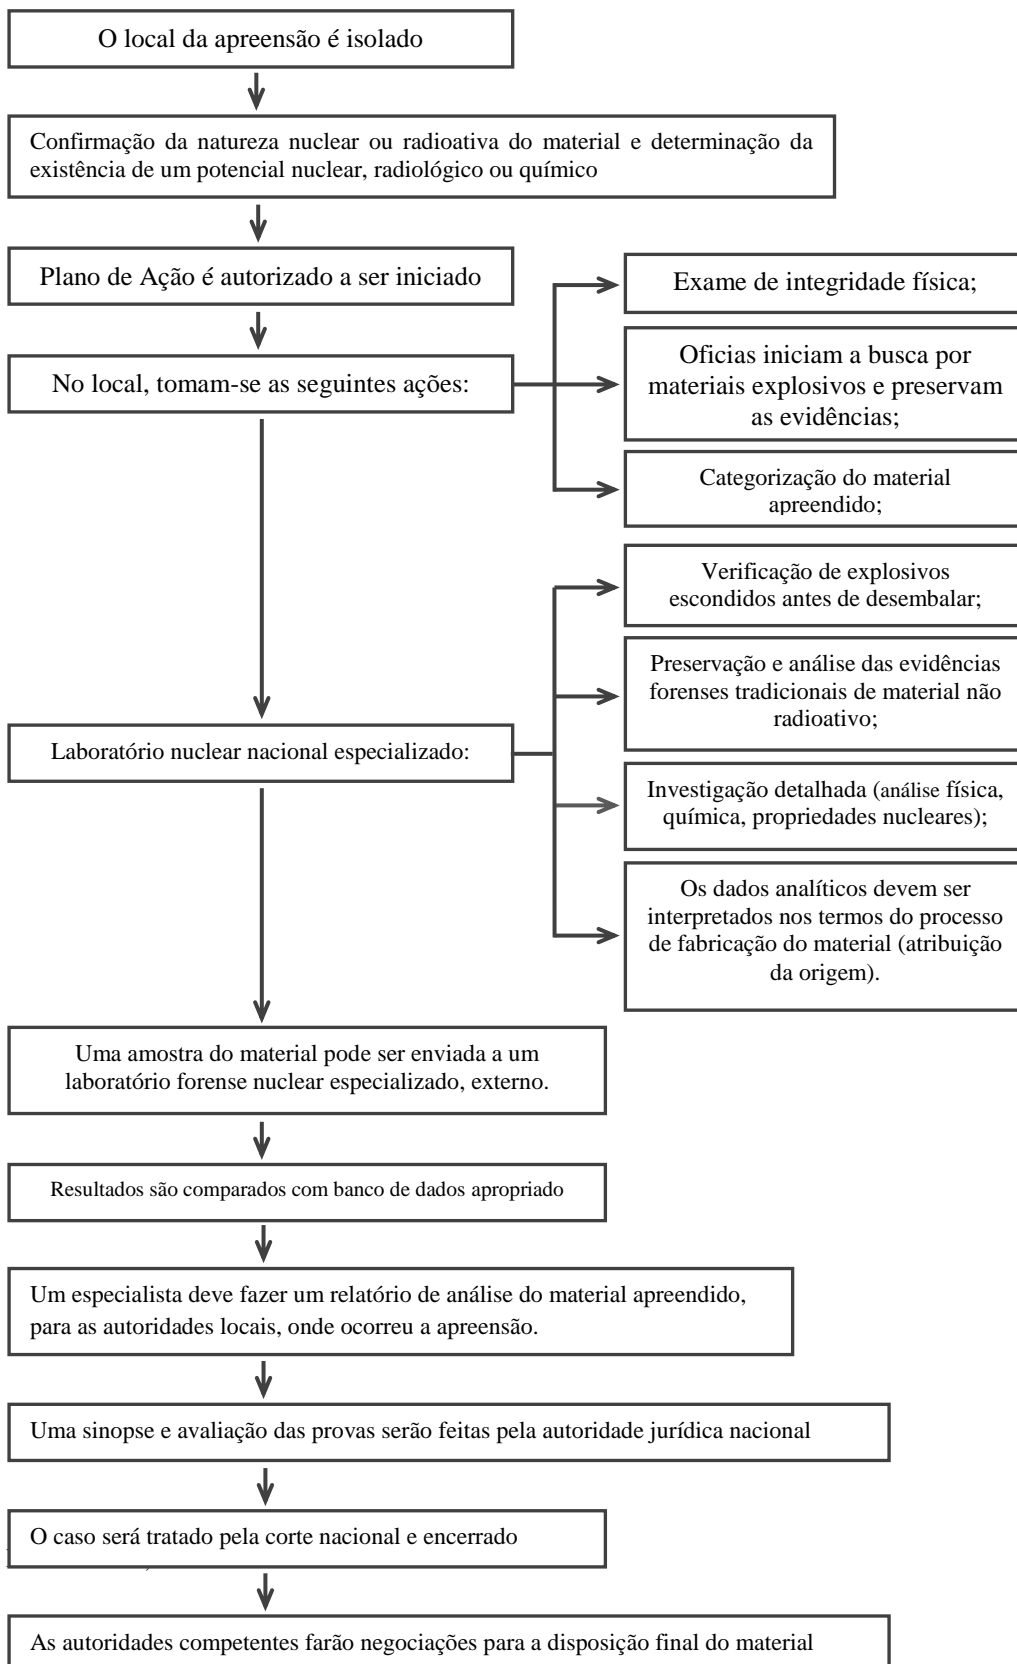 O local da apreensão é isolado
Confirmação da natureza nuclear ou radioativa do material e determinação da
existência de um potencial nuclear, radiológico ou químico
Plano de Ação é autorizado a ser iniciado
No local, tomam-se as seguintes ações:
Exame de integridade física;
Oficias iniciam a busca por
materiais explosivos e preservam
as evidências;
Categorização do material
apreendido;
Laboratório nuclear nacional especializado:
Verificação de explosivos
escondidos antes de desembalar;
Preservação e análise das evidências
forenses tradicionais de material não
radioativo;
Investigação detalhada (análise física,
química, propriedades nucleares);
Os dados analíticos devem ser
interpretados nos termos do processo
de fabricação do material (atribuição
da origem).
Uma amostra do material pode ser enviada a um
laboratório forense nuclear especializado, externo.
Resultados são comparados com banco de dados apropriado
Um especialista deve fazer um relatório de análise do material apreendido,
para as autoridades locais, onde ocorreu a apreensão.
Uma sinopse e avaliação das provas serão feitas pela autoridade jurídica nacional
O caso será tratado pela corte nacional e encerrado
As autoridades competentes farão negociações para a disposição final do material